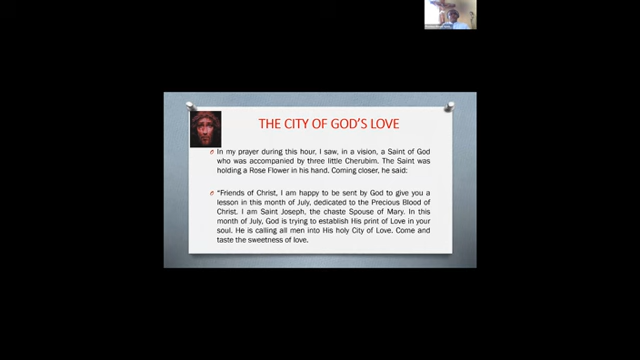 THE CITY OF GOD'S LOVE
In my prayer during this hour, I saw, in a vision, a Saint of God
who was accompanied by three little Cherubim. The Saint was
holding a Rose Flower in his hand. Coming closer, he said:
"Friends of Christ, I am happy to be sent by God to give you a
lesson in this month of July, dedicated to the Precious Blood of
Christ. I am Saint Joseph, the chaste Spouse of Mary. In this
month of July, God is trying to establish His print of Love in your
soul. He is calling all men into His holy City of Love. Come and
taste the sweetness of love.